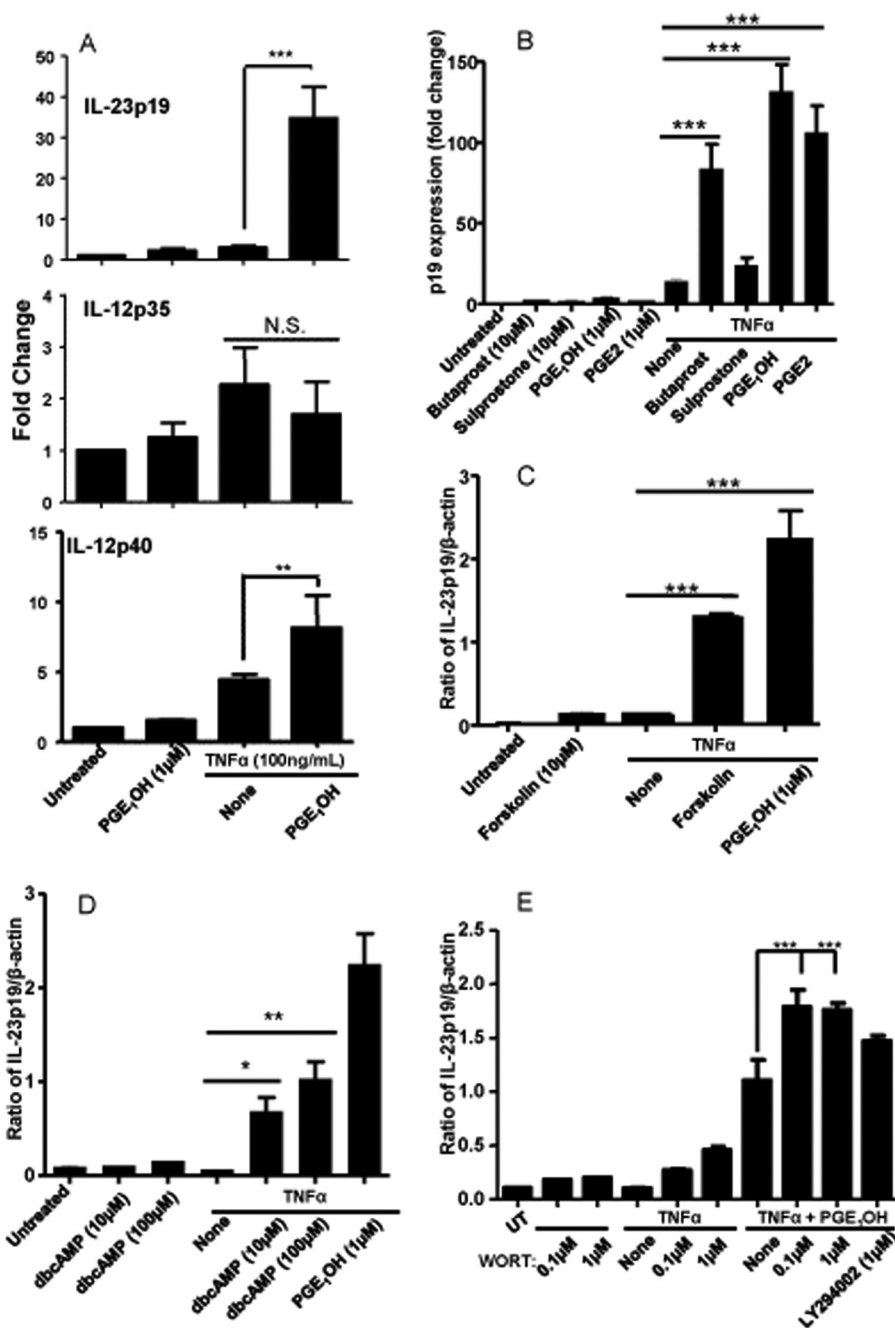 A
IL-23p19
***
50
40
30
20
10
0
Fold Change
IL-12p35
N.S.
4
3
2
1
0
IL-12p40
**
15
10
5
0
Untreated
PGE₁OH (1µM)
TNFα (100ng/mL)
None
PGE₁OH
B
p19 expression (fold change)
150
100
50
0
***
***
***
Untreated
Butaprost (10µM)
Sulprostone (10µM)
PGE₁OH (1µM)
PGE2 (1µM)
TNFα
None
Butaprost
Sulprostone
PGE₁OH
PGE2
C
Ratio of IL-23p19/β-actin
3
2
1
0
***
***
Untreated
Forskolin (10µM)
TNFα
None
Forskolin
PGE₁OH (1µM)
D
Ratio of IL-23p19/β-actin
3
2
1
0
**
*
Untreated
dbcAMP (10µM)
dbcAMP (100µM)
TNFα
None
dbcAMP (10µM)
dbcAMP (100µM)
PGE₁OH (1µM)
E
Ratio of IL-23p19/β-actin
2.5
2.0
1.5
1.0
0.5
0.0
*** ***
UT
TNFα
TNFα + PGE₁OH
WORT:
0.1µM
1µM
None
0.1µM
1µM
None
0.1µM
1µM
LY294002 (1µM)